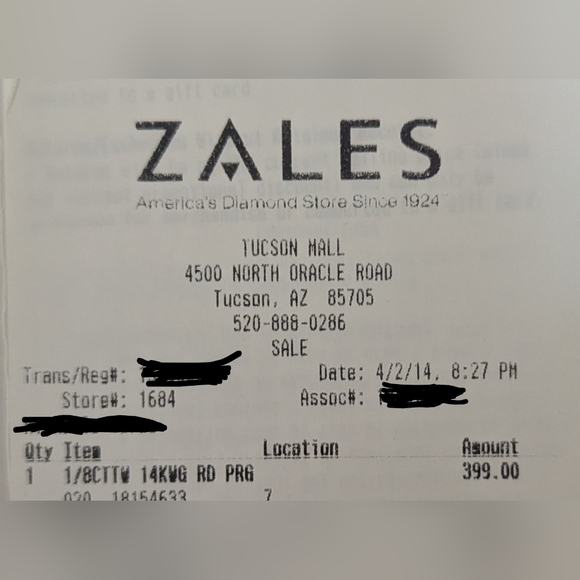 ZALES
America's Diamond Store Since 1924
TUCSON MALL
4500 NORTH ORACLE ROAD
Tucson, AZ 85705
520-888-0286
SALE
Trans/Reg#: Date: 4/2/14, 8:27 PM
Store#: 1684 Assoc#:
Qty Item Location Amount
1 1/8CTTW 14KWG RD PRG 399.00
020 18154633 7